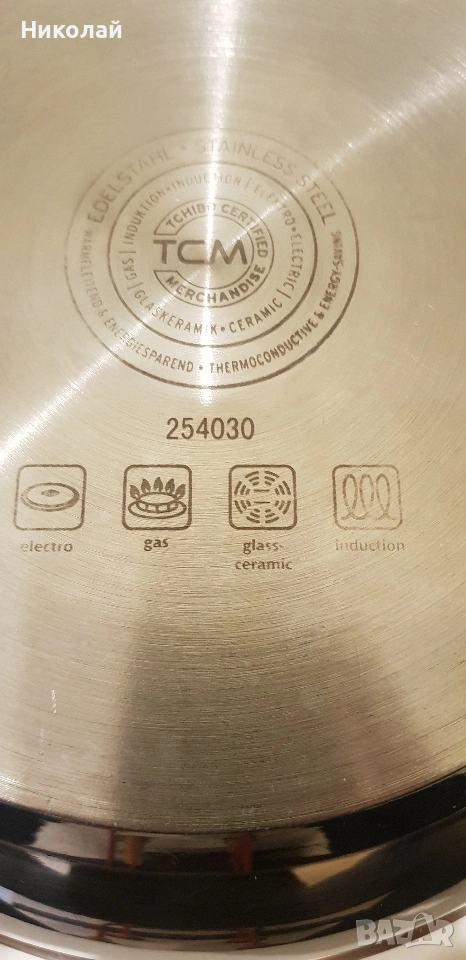 Николай
EDELSTAHL • STAINLESS STEEL
WÄRMELEITEND & ENERGIESPAREND • THERMOCONDUCTIVE & ENERGY-SAVING
|GAS| INDUKTION•INDUCTION|ELEKTRO•ELECTRIC|
GLASKERAMIK•CERAMIC|
TCHIBO CERTIFIED
TCM
MERCHANDISE
254030
electro
gas
glass-
ceramic
induction
BAZAR